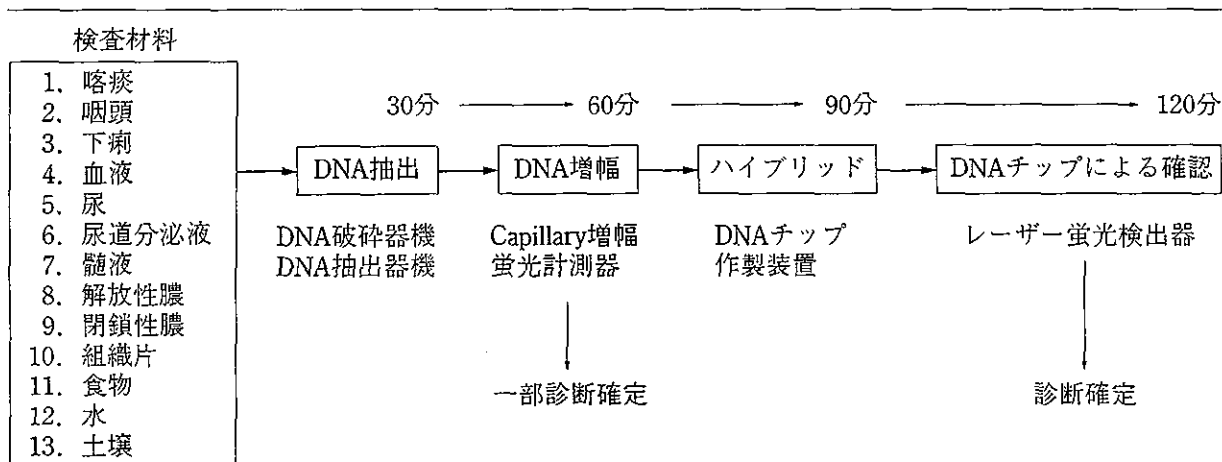 検査材料
1. 喀痰
2. 咽頭
3. 下痢
4. 血液
5. 尿
6. 尿道分泌液
7. 髄液
8. 解放性膿
9. 閉鎖性膿
10. 組織片
11. 食物
12. 水
13. 土壌
30分 60分 90分 120分
DNA抽出 DNA増幅 ハイブリッド DNAチップによる確認
DNA破砕器機 Capillary増幅 DNAチップ レーザー蛍光検出器
DNA抽出器機 蛍光計測器 作製装置
一部診断確定 診断確定